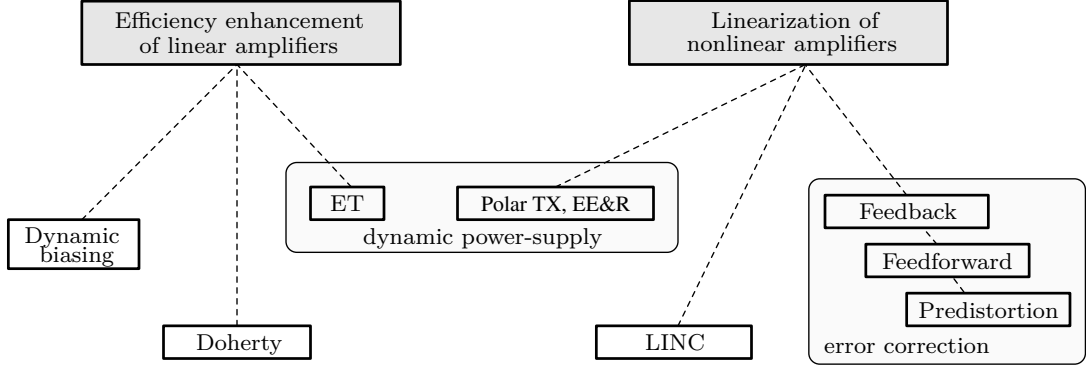 Efficiency enhancement
of linear amplifiers
Linearization of
nonlinear amplifiers
ET
Polar TX, EE&R
dynamic power-supply
Dynamic
biasing
Doherty
LINC
Feedback
Feedforward
Predistortion
error correction